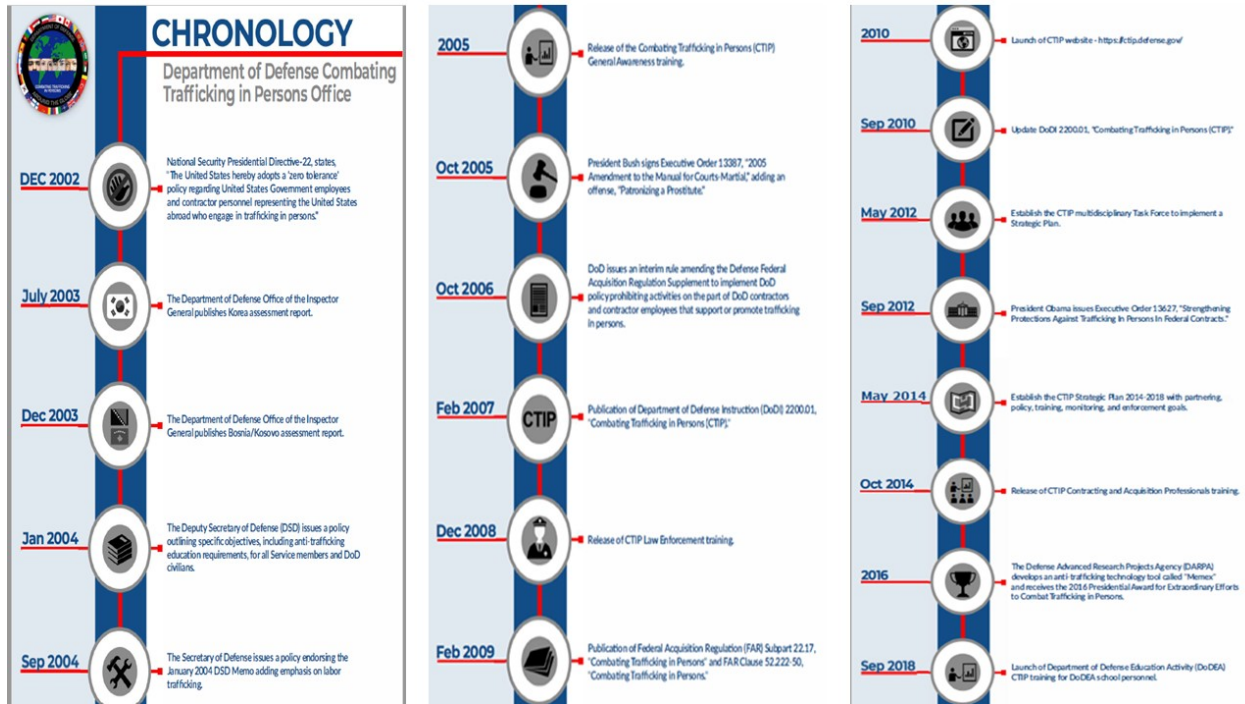 CHRONOLOGY
Department of Defense Combating
Trafficking in Persons Office
DEC 2002
National Security Presidential Directive-22, states,
"The United States hereby adopts a 'zero tolerance'
policy regarding United States Government employees
and contractor personnel representing the United States
abroad who engage in trafficking in persons."
July 2003
The Department of Defense Office of the Inspector
General publishes Korea assessment report.
Dec 2003
The Department of Defense Office of the Inspector
General publishes Bosnia/Kosovo assessment report.
Jan 2004
The Deputy Secretary of Defense (DSD) issues a policy
outlining specific objectives, including anti-trafficking
education requirements, for all Service members and DoD
civilians.
Sep 2004
The Secretary of Defense issues a policy endorsing the
January 2004 DSD Memo adding emphasis on labor
trafficking.
2005
Release of the Combating Trafficking in Persons (CTIP)
General Awareness training.
Oct 2005
President Bush signs Executive Order 13387, "2005
Amendment to the Manual for Courts-Martial," adding an
offense, "Patronizing a Prostitute."
Oct 2006
DoD issues an interim rule amending the Defense Federal
Acquisition Regulation Supplement to implement DoD
policy prohibiting activities on the part of DoD contractors
and contractor employees that support or promote trafficking
in persons.
Feb 2007
CTIP
Publication of Department of Defense Instruction (DoDI) 2200.01,
"Combating Trafficking in Persons (CTIP)."
Dec 2008
Release of CTIP Law Enforcement training.
Feb 2009
Publication of Federal Acquisition Regulation (FAR) Subpart 22.17,
"Combating Trafficking in Persons" and FAR Clause 52.222-50,
"Combating Trafficking in Persons."
2010
Launch of CTIP website - https://ctip.defense.gov/
Sep 2010
Update DoDI 2200.01, "Combating Trafficking in Persons (CTIP)."
May 2012
Establish the CTIP multidisciplinary Task Force to implement a
Strategic Plan.
Sep 2012
President Obama issues Executive Order 13627, "Strengthening
Protections Against Trafficking In Persons In Federal Contracts."
May 2014
Establish the CTIP Strategic Plan 2014-2018 with partnering,
policy, training, monitoring, and enforcement goals.
Oct 2014
Release of CTIP Contracting and Acquisition Professionals training.
2016
The Defense Advanced Research Projects Agency (DARPA)
develops an anti-trafficking technology tool called "Memex"
and receives the 2016 Presidential Award for Extraordinary Efforts
to Combat Trafficking in Persons.
Sep 2018
Launch of Department of Defense Education Activity (DoDEA)
CTIP training for DoDEA school personnel.